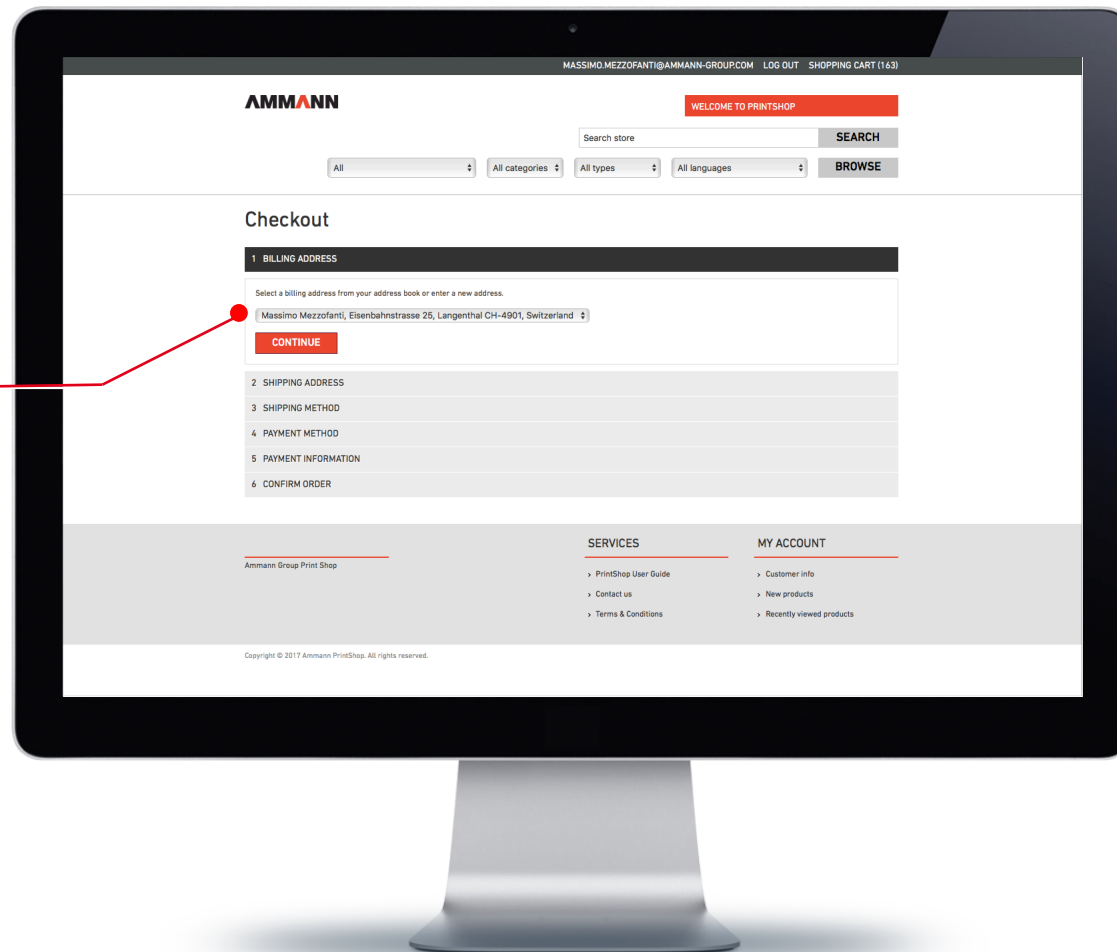 MASSIMO.MEZZOFANTI@AMMANN-GROUP.COM LOG OUT SHOPPING CART (163)
AMMANN
WELCOME TO PRINTSHOP
Search store SEARCH
All All categories All types All languages BROWSE
Checkout
1 BILLING ADDRESS
Select a billing address from your address book or enter a new address.
Massimo Mezzofanti, Eisenbahnstrasse 25, Langenthal CH-4901, Switzerland
CONTINUE
2 SHIPPING ADDRESS
3 SHIPPING METHOD
4 PAYMENT METHOD
5 PAYMENT INFORMATION
6 CONFIRM ORDER
SERVICES MY ACCOUNT
Ammann Group Print Shop
› PrintShop User Guide › Customer info
› Contact us › New products
› Terms & Conditions › Recently viewed products
Copyright © 2017 Ammann PrintShop. All rights reserved.